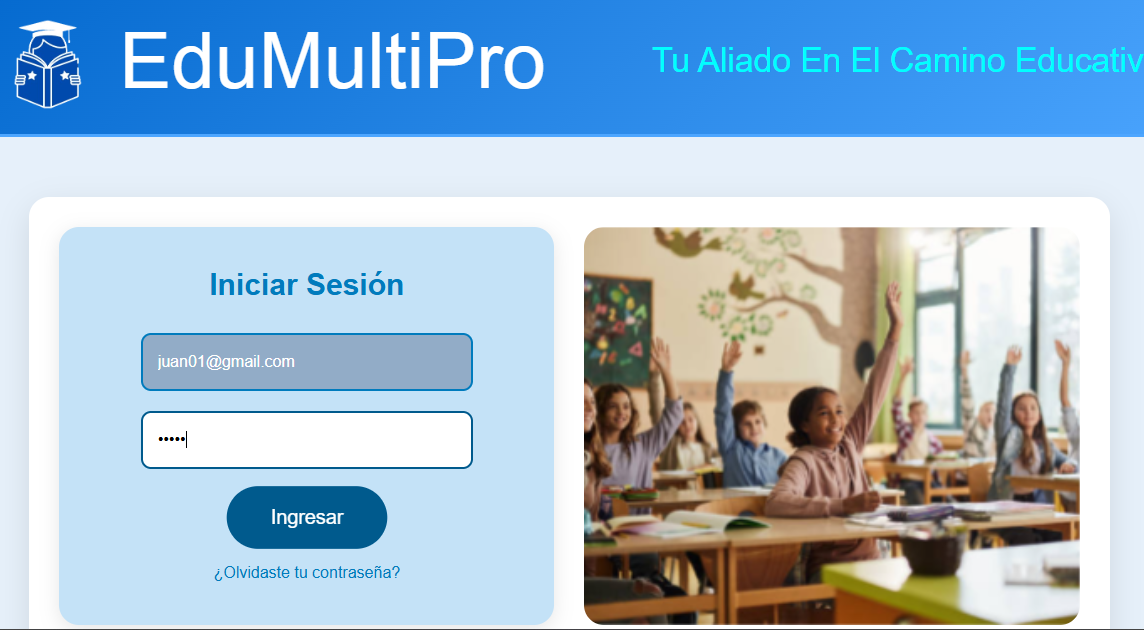 EduMultiPro
Tu Aliado En El Camino Educativ
Iniciar Sesión
juan01@gmail.com
•••••
Ingresar
¿Olvidaste tu contraseña?